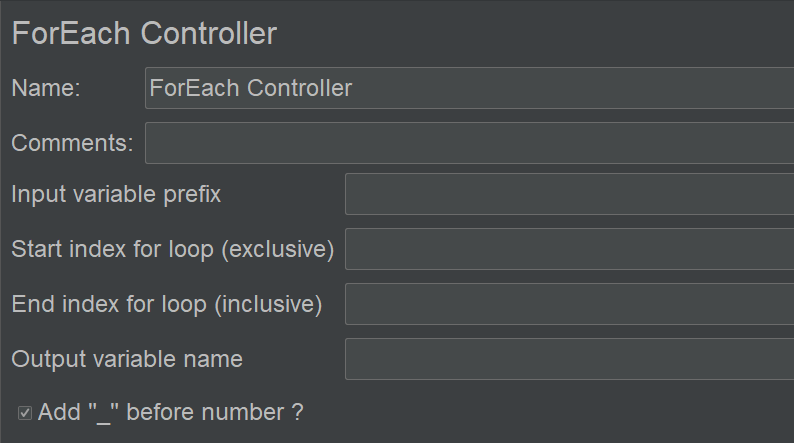 ForEach Controller
Name: ForEach Controller
Comments:
Input variable prefix
Start index for loop (exclusive)
End index for loop (inclusive)
Output variable name
Add "_" before number ?